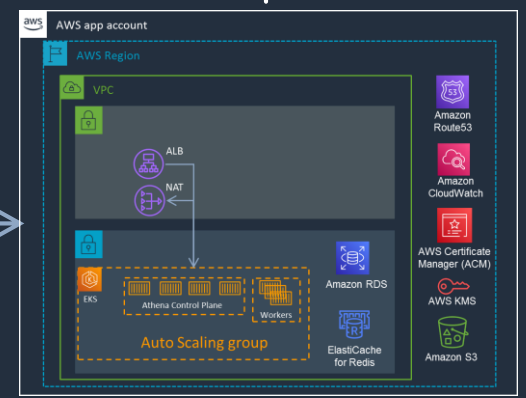 aws
AWS app account
AWS Region
VPC
ALB
NAT
EKS
Athena Control Plane
Workers
Auto Scaling group
Amazon RDS
R
ElastiCache
for Redis
53
Amazon
Route53
Amazon
CloudWatch
AWS Certificate
Manager (ACM)
AWS KMS
Amazon S3